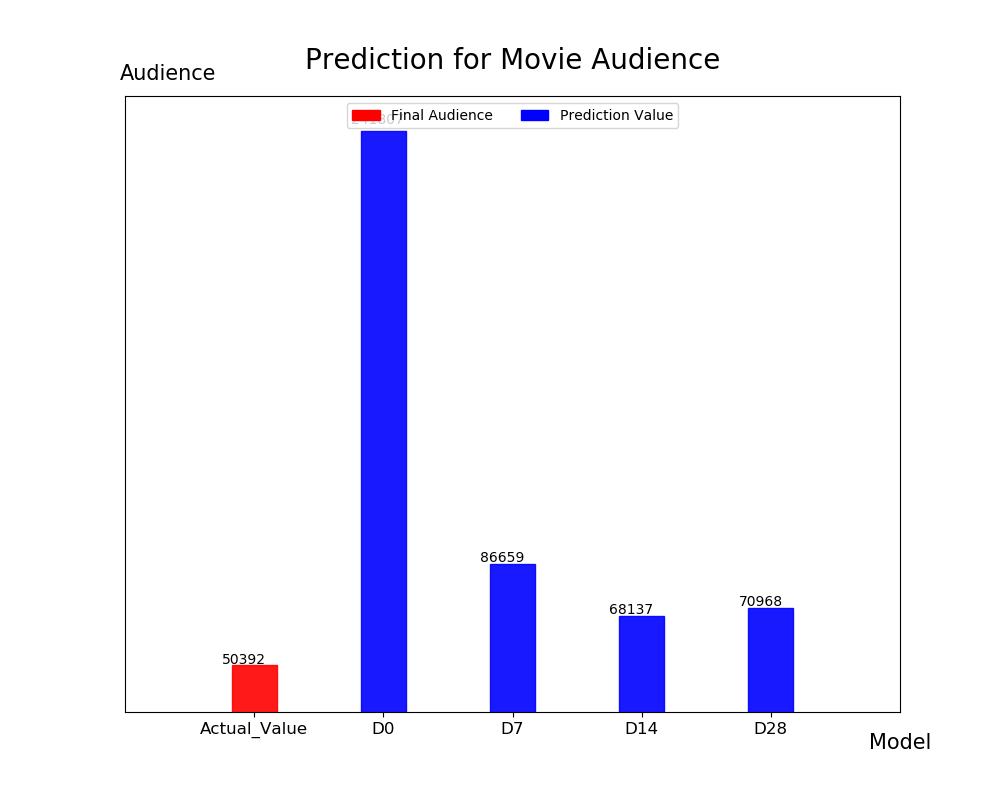 Prediction for Movie Audience
Audience
Final Audience
Prediction Value
86659
70968
68137
50392
Actual_Value
D0
D7
D14
D28
Model